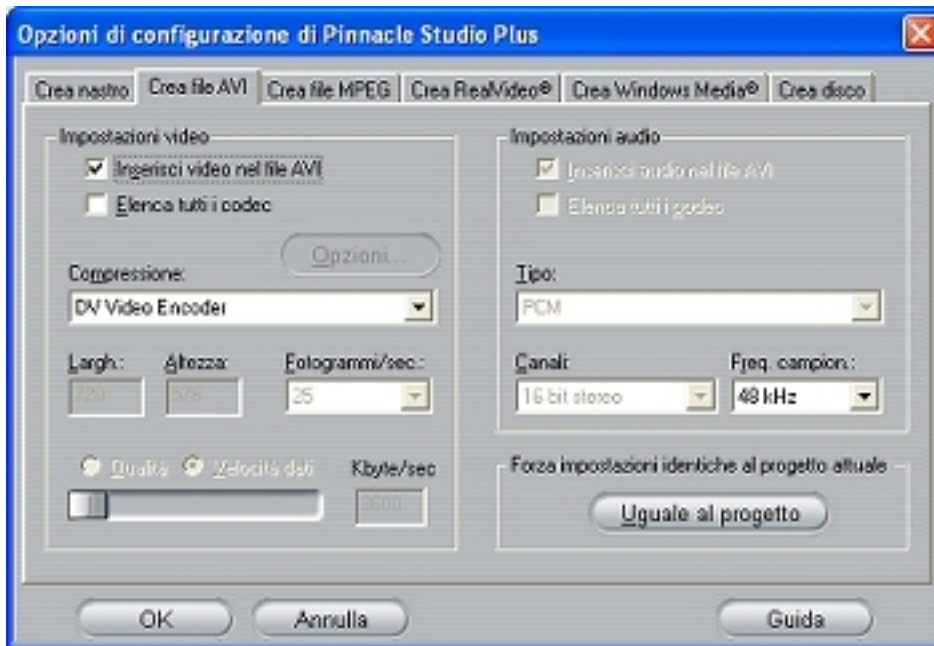 Opzioni di configurazione di Pinnacle Studio Plus
Crea nastro Crea file AVI Crea file MPEG Crea RealVideo® Crea Windows Media® Crea disco
Impostazioni video
Inserisci video nel file AVI
Elenca tutti i codec
Opzioni...
Compressione:
DV Video Encoder
Largh.: Altezza: Fotogrammi/sec.:
720 576 25
Qualità Velocità dati Kbyte/sec
3600
Impostazioni audio
Inserisci audio nel file AVI
Elenca tutti i codec
Tipo:
PCM
Canali: Freq. campion.:
16 bit stereo 48 kHz
Forza impostazioni identiche al progetto attuale
Uguale al progetto
OK Annulla Guida